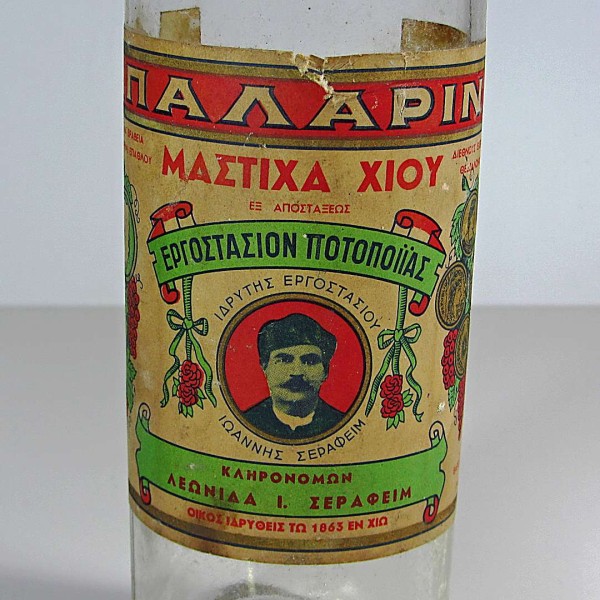 ΠΑΛΑΡΙΝ
ΜΑΣΤΙΧΑ ΧΙΟΥ
ΕΞ ΑΠΟΣΤΑΞΕΩΣ
ΕΡΓΟΣΤΑΣΙΟΝ ΠΟΤΟΠΟΙΪΑΣ
ΙΔΡΥΤΗΣ ΕΡΓΟΣΤΑΣΙΟΥ
ΙΩΑΝΝΗΣ ΣΕΡΑΦΕΙΜ
ΚΛΗΡΟΝΟΜΩΝ
ΛΕΩΝΙΔΑ Ι. ΣΕΡΑΦΕΙΜ
ΟΙΚΟΣ ΙΔΡΥΘΕΙΣ ΤΩ 1863 ΕΝ ΧΙΩ